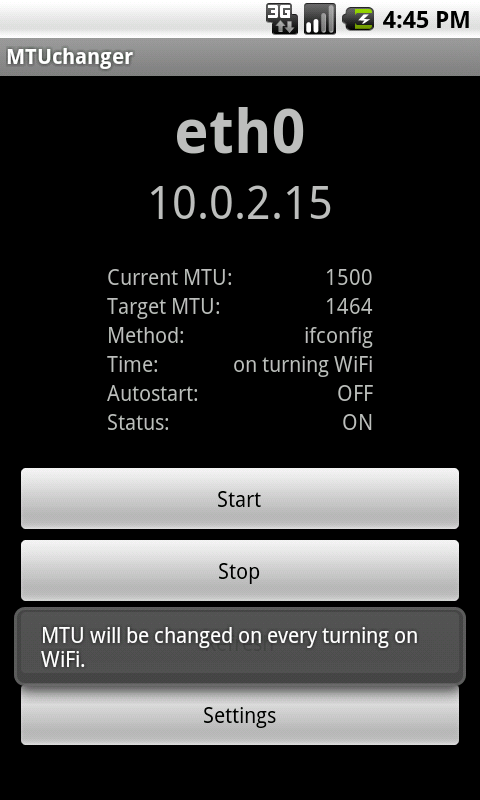 3G
4:45 PM
MTUchanger
eth0
10.0.2.15
Current MTU: 1500
Target MTU: 1464
Method: ifconfig
Time: on turning WiFi
Autostart: OFF
Status: ON
Start
Stop
MTU will be changed on every turning on
WiFi.
Settings